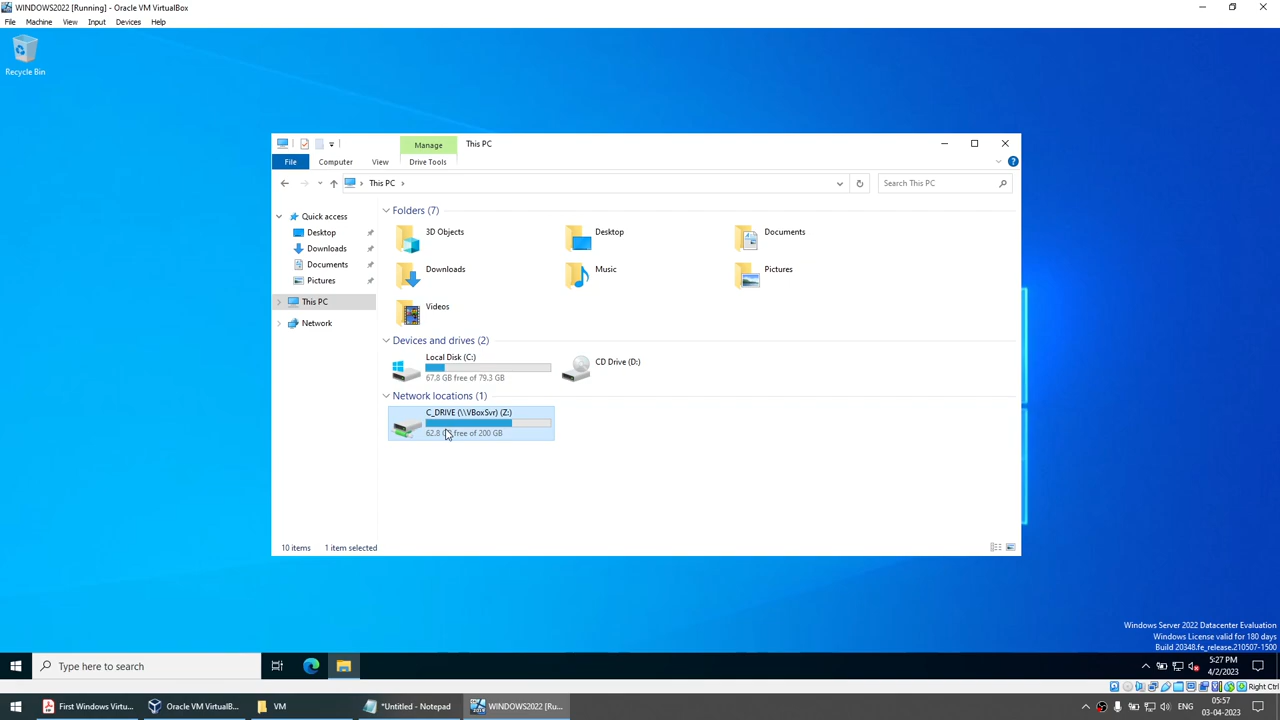 WINDOWS2022 [Running] - Oracle VM VirtualBox
File Machine View Input Devices Help
Recycle Bin
Manage This PC
File Computer View Drive Tools
This PC
Search This PC
Quick access
Desktop
Downloads
Documents
Pictures
This PC
Network
Folders (7)
3D Objects Desktop Documents
Downloads Music Pictures
Videos
Devices and drives (2)
Local Disk (C:)
67.8 GB free of 79.3 GB
CD Drive (D:)
Network locations (1)
C_DRIVE (\\VBoxSvr) (Z:)
62.8 free of 200 GB
10 items 1 item selected
Windows Server 2022 Datacenter Evaluation
Windows License valid for 180 days
Build 20348.fe_release.210507-1500
Type here to search
5:27 PM
4/2/2023
Right Ctrl
First Windows Virtu... Oracle VM VirtualB... VM *Untitled - Notepad WINDOWS2022 [Ru...
05:57
03-04-2023